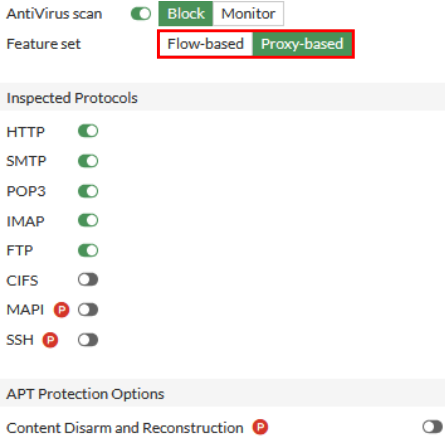 AntiVirus scan Block Monitor
Feature set Flow-based Proxy-based
Inspected Protocols
HTTP
SMTP
POP3
IMAP
FTP
CIFS
MAPI P
SSH P
APT Protection Options
Content Disarm and Reconstruction P